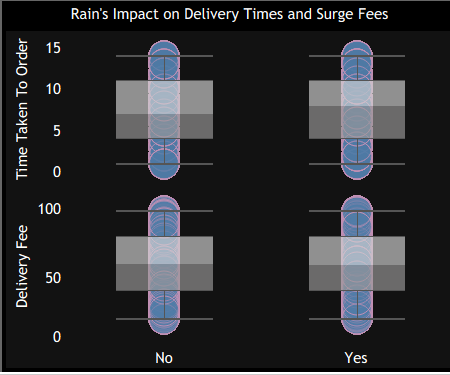 Rain's Impact on Delivery Times and Surge Fees
Time Taken To Order
15
10
5
0
Delivery Fee
100
50
0
No
Yes